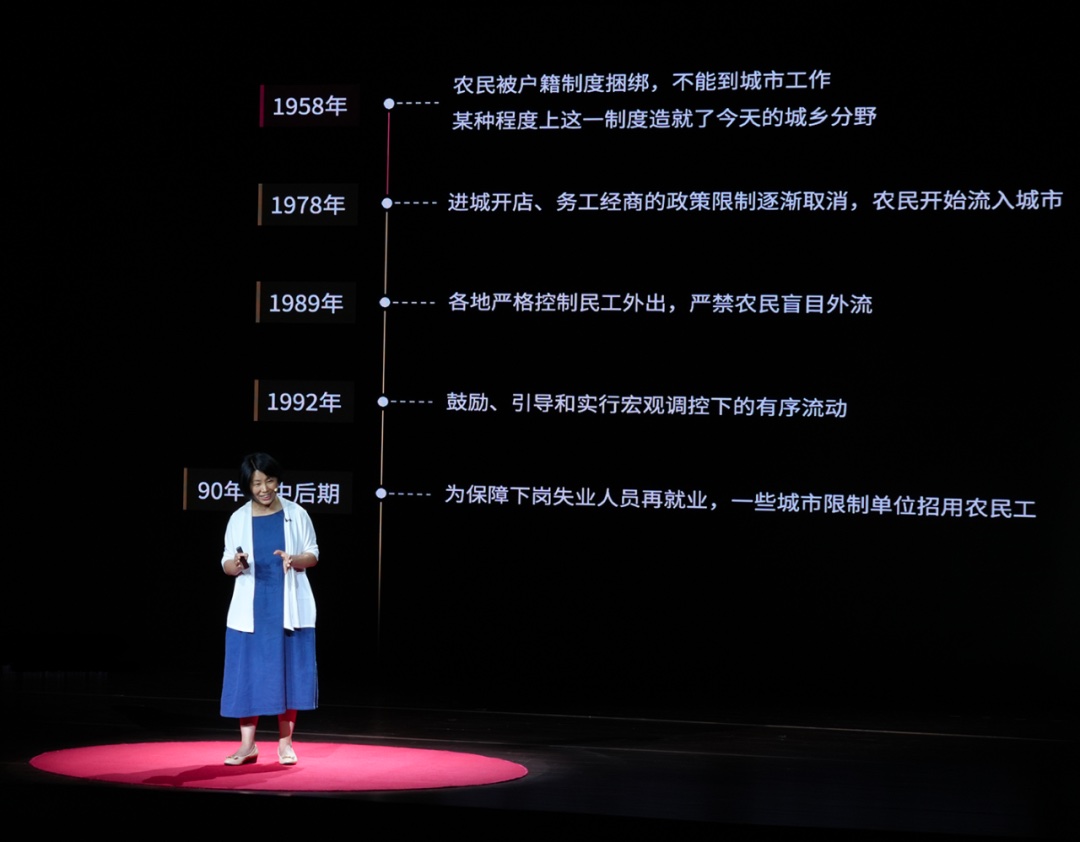 1958年
农民被户籍制度捆绑，不能到城市工作
某种程度上这一制度造就了今天的城乡分野
1978年
进城开店、务工经商的政策限制逐渐取消，农民开始流入城市
1989年
各地严格控制民工外出，严禁农民盲目外流
1992年
鼓励、引导和实行宏观调控下的有序流动
90年 中后期
为保障下岗失业人员再就业，一些城市限制单位招用农民工